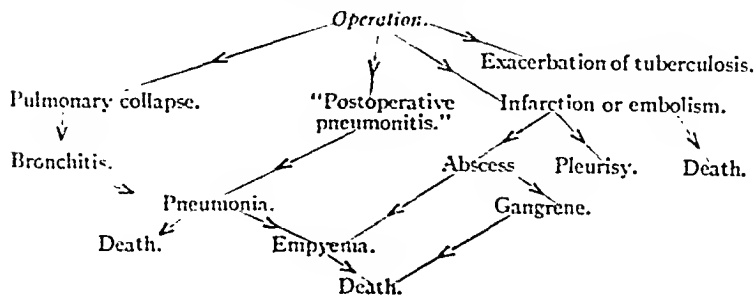 Operation.
Exacerbation of tuberculosis.
Pulmonary collapse.
"Postoperative
pneumonitis."
Infarction or embolism.
Bronchitis.
Abscess
Pleurisy.
Death.
Pneumonia.
Gangrene.
Death.
Empyema.
Death.